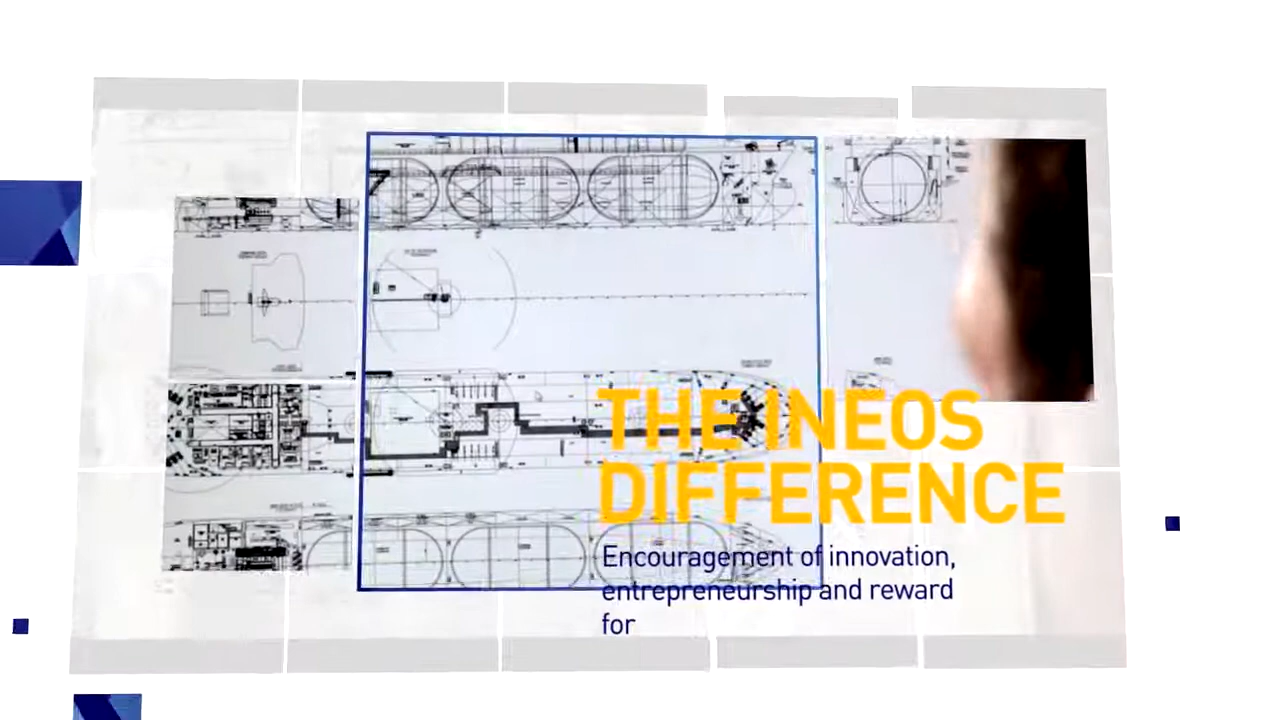 THE INEOS
DIFFERENCE
Encouragement of innovation,
entrepreneurship and reward
for